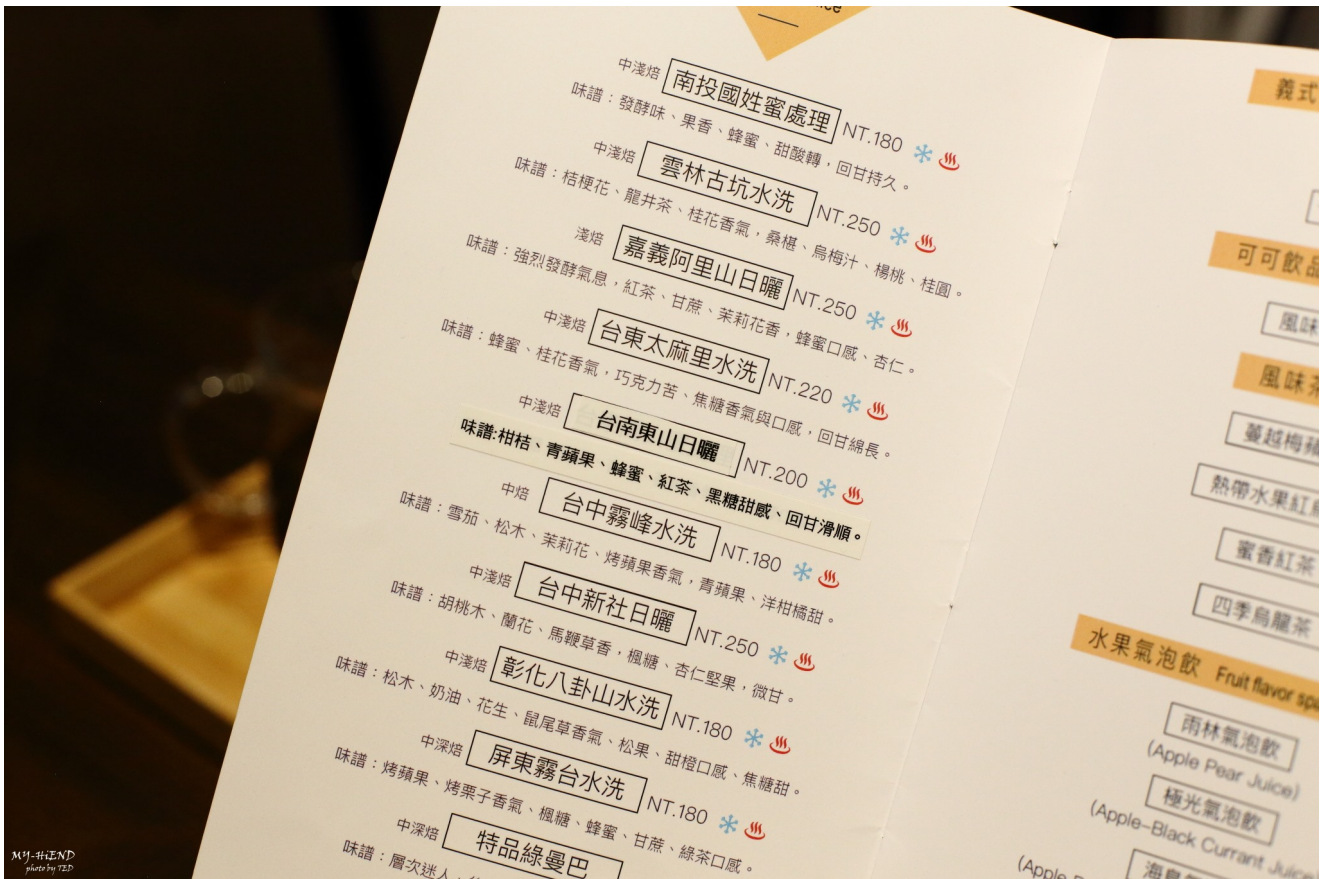 中淺焙 南投國姓蜜處理 NT.180
味譜：發酵味、果香、蜂蜜、甜酸轉，回甘持久。
中淺焙 雲林古坑水洗 NT.250
味譜：桔梗花、龍井茶、桂花香氣，桑椹、烏梅汁、楊桃、桂圓。
淺焙 嘉義阿里山日曬 NT.250
味譜：強烈發酵氣息，紅茶、甘蔗、茉莉花香，蜂蜜口感、杏仁。
中淺焙 台東太麻里水洗 NT.220
味譜：蜂蜜、桂花香氣，巧克力苦、焦糖香氣與口感，回甘綿長。
中淺焙 台南東山日曬 NT.200
味譜:柑桔、青蘋果、蜂蜜、紅茶、黑糖甜感、回甘滑順。
中焙 台中霧峰水洗 NT.180
味譜：雪茄、松木、茉莉花、烤蘋果香氣，青蘋果、洋柑橘甜。
中淺焙 台中新社日曬 NT.250
味譜：胡桃木、蘭花、馬鞭草香，楓糖、杏仁堅果，微甘。
中淺焙 彰化八卦山水洗 NT.180
味譜：松木、奶油、花生、鼠尾草香氣、松果、甜橙口感、焦糖甜。
中深焙 屏東霧台水洗 NT.180
味譜：烤蘋果、烤栗子香氣、楓糖、蜂蜜、甘蔗、綠茶口感。
中深焙 特品綠曼巴
味譜：層次迷人
義式
可可飲品
風味
風味茶
蔓越梅蘋
熱帶水果紅
蜜香紅茶
四季烏龍茶
水果氣泡飲 Fruit flavor
雨林氣泡飲
(Apple Pear Juice)
極光氣泡飲
(Apple-Black Currant Juice)
海島
(Apple
MY-HiEND
photo by TED